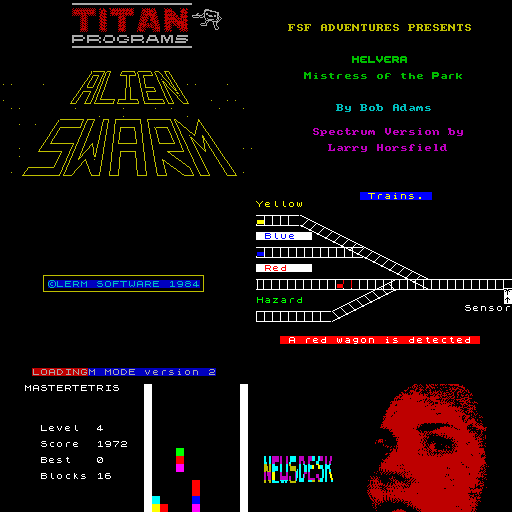 TITAN
PROGRAMS
ALIEN
SWARM
FSF ADVENTURES PRESENTS
HELVERA
Mistress of the Park
By Bob Adams
Spectrum Version by
Larry Horsfield
©LERM SOFTWARE 1984
Trains.
Yellow
Blue
Red
Hazard
Sensor
A red wagon is detected
LOADINGM MODE version 2
MASTERTETRIS
Level 4
Score 1972
Best 0
Blocks 16
NEWSDESK